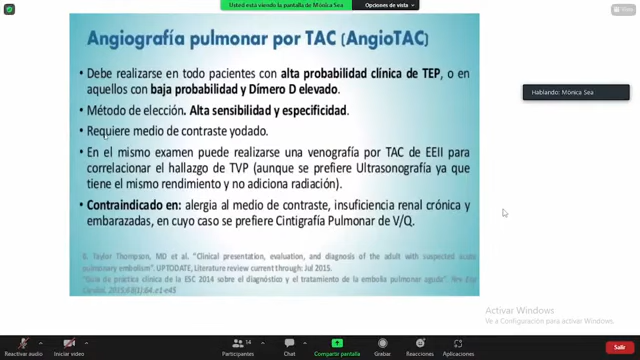 Usted está viendo la pantalla de Mónica Sea
Opciones de vista
Ver
Angiografía pulmonar por TAC (AngioTAC)
• Debe realizarse en todo pacientes con alta probabilidad clínica de TEP, o en
aquellos con baja probabilidad y Dímero D elevado.
• Método de elección. Alta sensibilidad y especificidad.
• Requiere medio de contraste yodado.
• En el mismo examen puede realizarse una venografía por TAC de EEII para
correlacionar el hallazgo de TVP (aunque se prefiere Ultrasonografía ya que
tiene el mismo rendimiento y no adiciona radiación).
• Contraindicado en: alergia al medio de contraste, insuficiencia renal crónica y
embarazadas, en cuyo caso se prefiere Cintigrafía Pulmonar de V/Q.
Taylor Thompson, MD et al. "Clinical presentation, evaluation, and diagnosis of the adult with suspected acute
pulmonary embolism". UPTODATE, Literature review current through: Jul 2015.
"Guía de práctica clínica de la ESC 2014 sobre el diagnóstico y el tratamiento de la embolia pulmonar aguda". Rev Esp
Cardiol. 2015;68(1):64.e1-e45
Hablando: Mónica Sea
Activar Windows
Ve a Configuración para activar Windows.
Reactivar audio
Iniciar video
14
Participantes
Chat
Compartir pantalla
Grabar
Reacciones
Aplicaciones
Salir